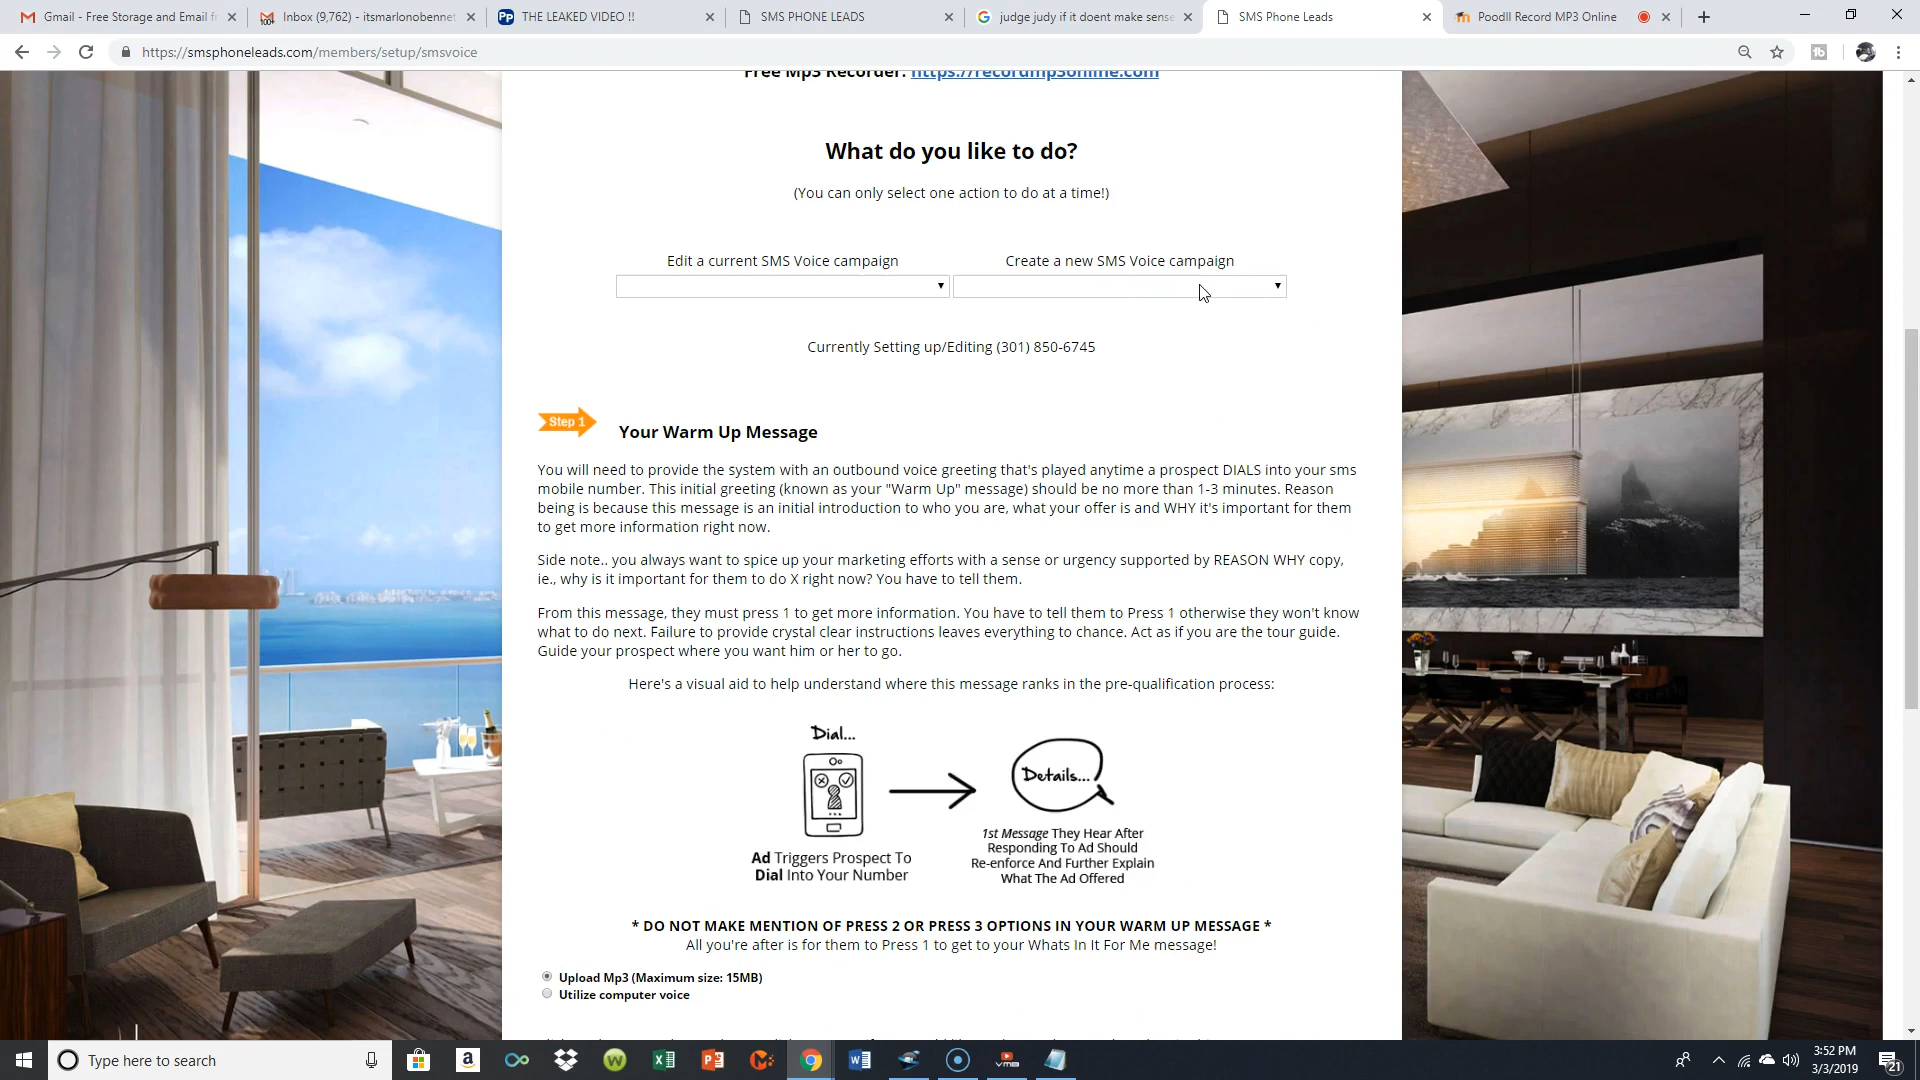 Gmail - Free Storage and Email f
Inbox (9,762) - itsmarlonobennet
THE LEAKED VIDEO !!
SMS PHONE LEADS
judge judy if it doent make sense
SMS Phone Leads
Poodll Record MP3 Online
https://smsphoneleads.com/members/setup/smsvoice
Free Mp3 Recorder: https://recordmp3online.com
What do you like to do?
(You can only select one action to do at a time!)
Edit a current SMS Voice campaign
Create a new SMS Voice campaign
Currently Setting up/Editing (301) 850-6745
Step 1
Your Warm Up Message
You will need to provide the system with an outbound voice greeting that's played anytime a prospect DIALS into your sms
mobile number. This initial greeting (known as your "Warm Up" message) should be no more than 1-3 minutes. Reason
being is because this message is an initial introduction to who you are, what your offer is and WHY it's important for them
to get more information right now.
Side note.. you always want to spice up your marketing efforts with a sense or urgency supported by REASON WHY copy,
ie., why is it important for them to do X right now? You have to tell them.
From this message, they must press 1 to get more information. You have to tell them to Press 1 otherwise they won't know
what to do next. Failure to provide crystal clear instructions leaves everything to chance. Act as if you are the tour guide.
Guide your prospect where you want him or her to go.
Here's a visual aid to help understand where this message ranks in the pre-qualification process:
Dial...
Details...
Ad Triggers Prospect To
Dial Into Your Number
1st Message They Hear After
Responding To Ad Should
Re-enforce And Further Explain
What The Ad Offered
* DO NOT MAKE MENTION OF PRESS 2 OR PRESS 3 OPTIONS IN YOUR WARM UP MESSAGE *
All you're after is for them to Press 1 to get to your Whats In It For Me message!
Upload Mp3 (Maximum size: 15MB)
Utilize computer voice
Type here to search
3:52 PM
3/3/2019
21